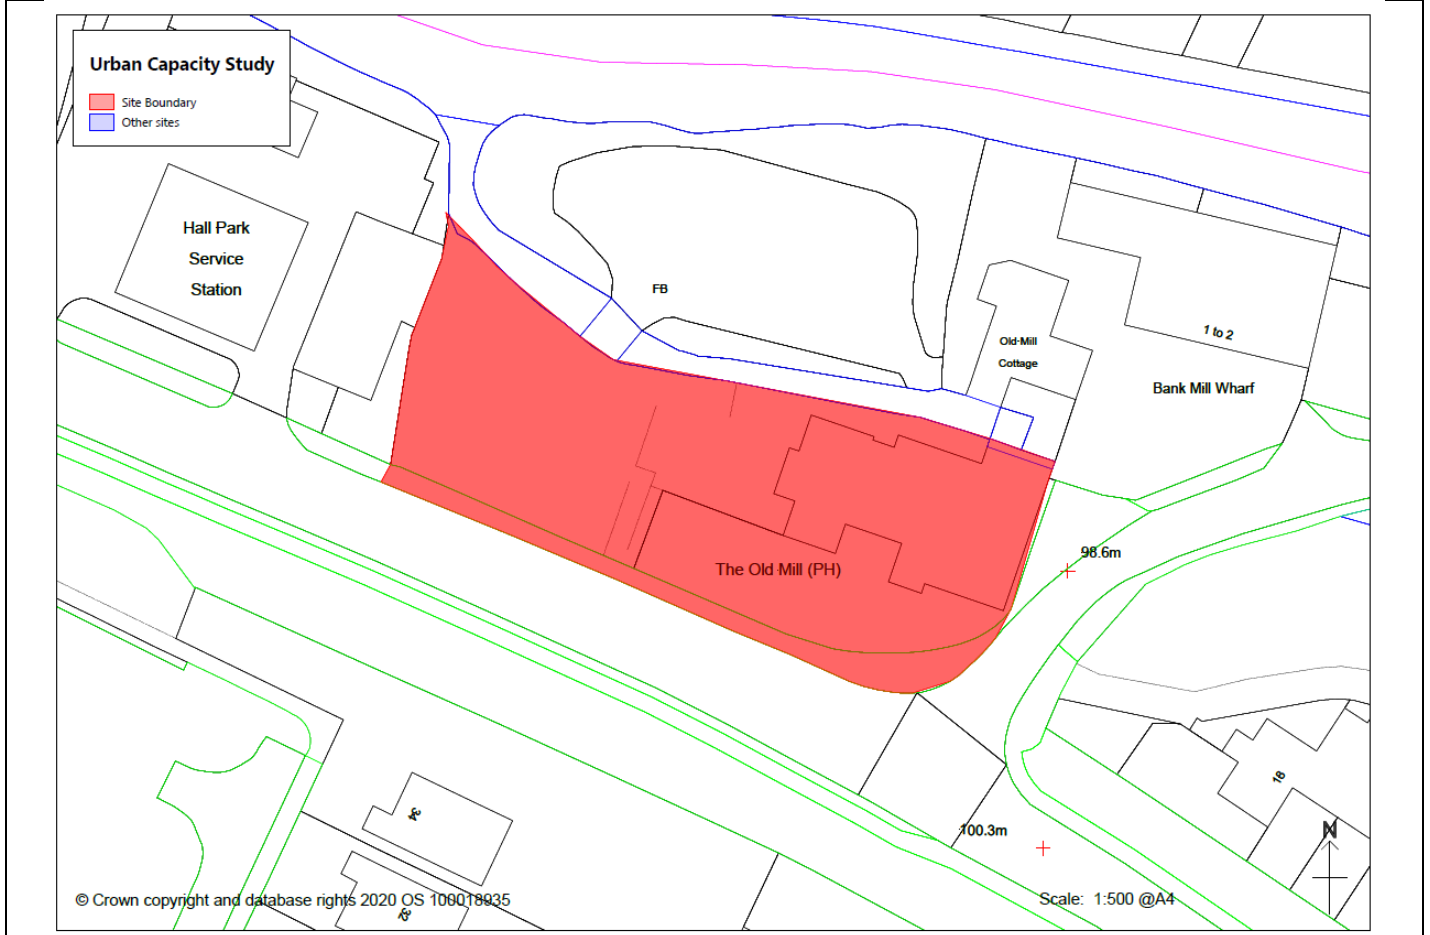 Urban Capacity Study
Site Boundary
Other sites
Hall Park
Service
Station
FB
Old Mill
Cottage
1 to 2
Bank Mill Wharf
98.6m
The Old Mill (PH)
18
34
100.3m
N
32
© Crown copyright and database rights 2020 OS 100018935
Scale: 1:500 @A4